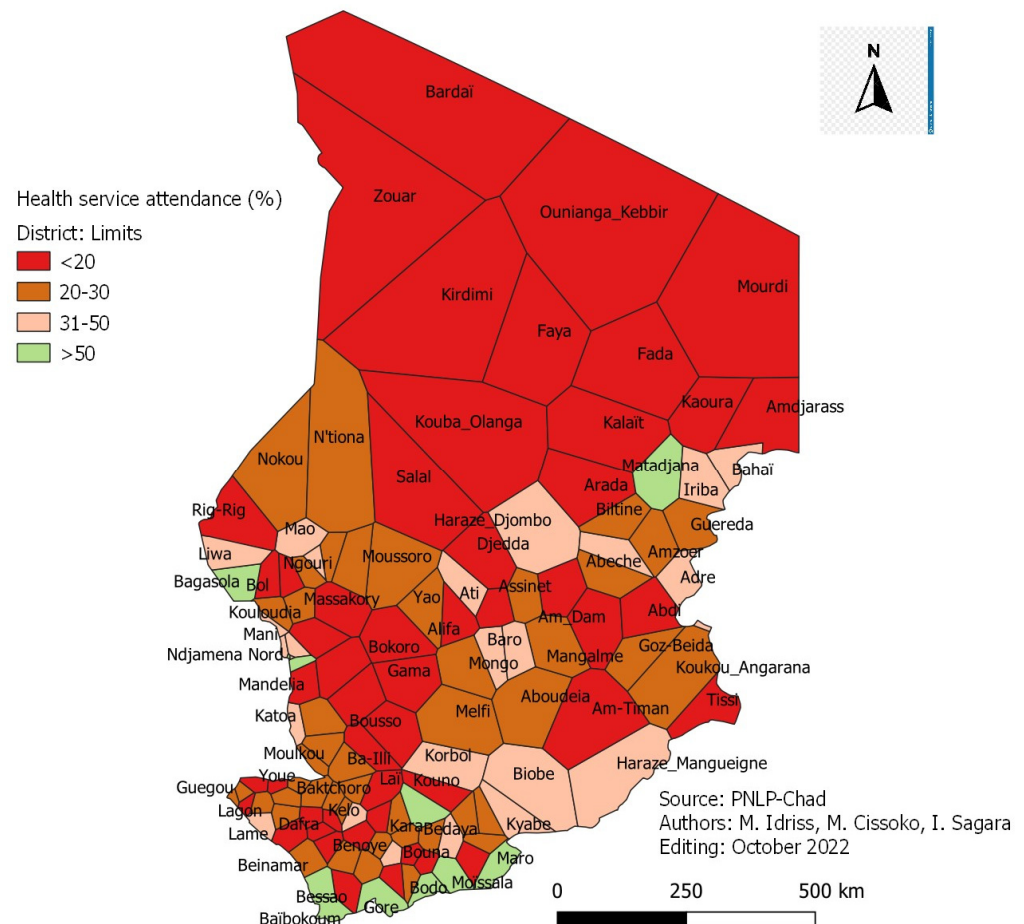 N
Health service attendance (%)
District: Limits
<20
20-30
31-50
>50
Bardaï
Zouar
Ounianga_Kebbir
Mourdi
Kirdimi
Faya
Fada
Kaoura
Amdjarass
Kouba_Olanga
Kalaït
N'tiona
Nokou
Salal
Matadjana
Bahaï
Iriba
Arada
Rig-Rig
Biltine
Haraze_Djombo
Guereda
Mao
Djedda
Liwa
Moussoro
Abeche
Amzoer
Ngouri
Bagasola
Bol
Adre
Assinet
Ati
Massakory
Yao
Kouloudia
Am_Dam
Abdi
Mani
Alifa
Baro
Bokoro
Goz-Beida
Ndjamena Nord
Mongo
Mangalme
Koukou_Angarana
Gama
Mandelia
Aboudeia
Tissi
Katoa
Bousso
Melfi
Am-Timan
Moulkou
Ba-Illi
Korbol
Haraze_Mangueigne
Biobe
Youe
Laï
Kouno
Guegou
Baktchoro
Lagon
Kelo
Dafra
Kara
Bedaya
Kyabe
Lame
Benoye
Bouna
Maro
Beinamar
Bodo
Moissala
Bessao
Gore
Baïbokoum
Source: PNLP-Chad
Authors: M. Idriss, M. Cissoko, I. Sagara
Editing: October 2022
0 250 500 km